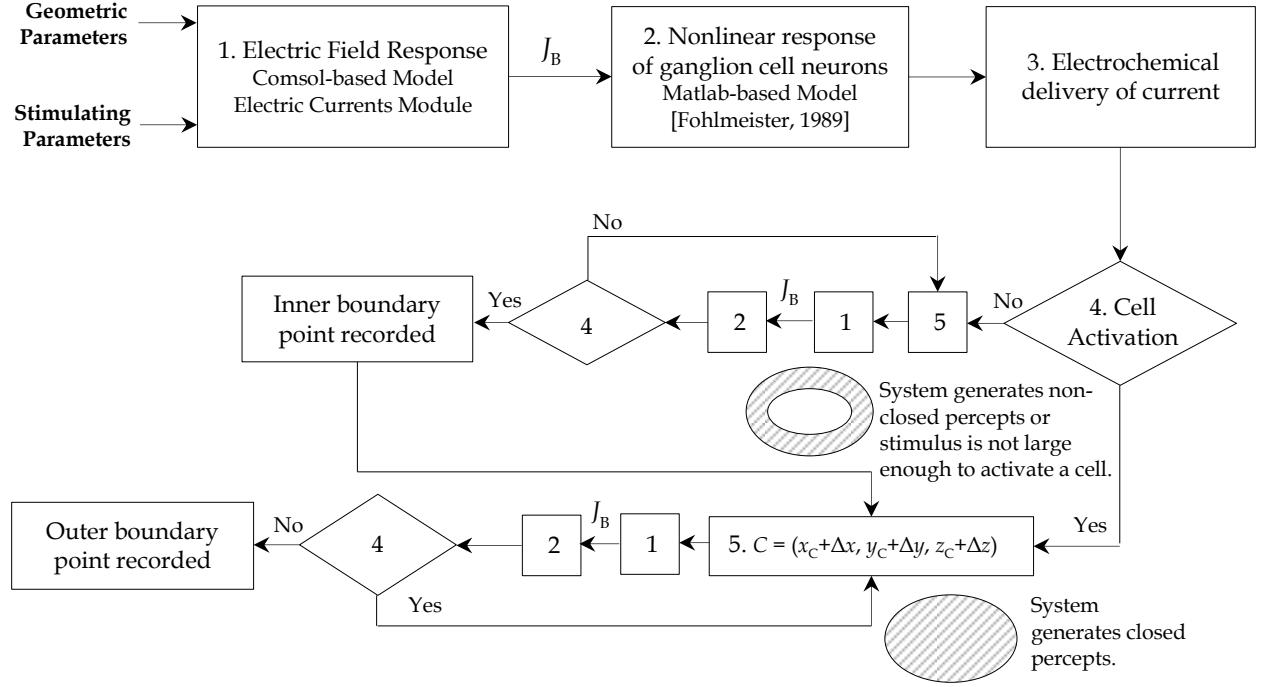 Geometric
Parameters
Stimulating
Parameters
1. Electric Field Response
Comsol-based Model
Electric Currents Module
J_B
2. Nonlinear response
of ganglion cell neurons
Matlab-based Model
[Fohlmeister, 1989]
3. Electrochemical
delivery of current
No
Inner boundary
point recorded
Yes
4
2
J_B
1
5
No
4. Cell
Activation
System generates non-
closed percepts or
stimulus is not large
enough to activate a cell.
Yes
Outer boundary
point recorded
No
4
2
J_B
1
5. C = (x_C+Δx, y_C+Δy, z_C+Δz)
Yes
System
generates closed
percepts.